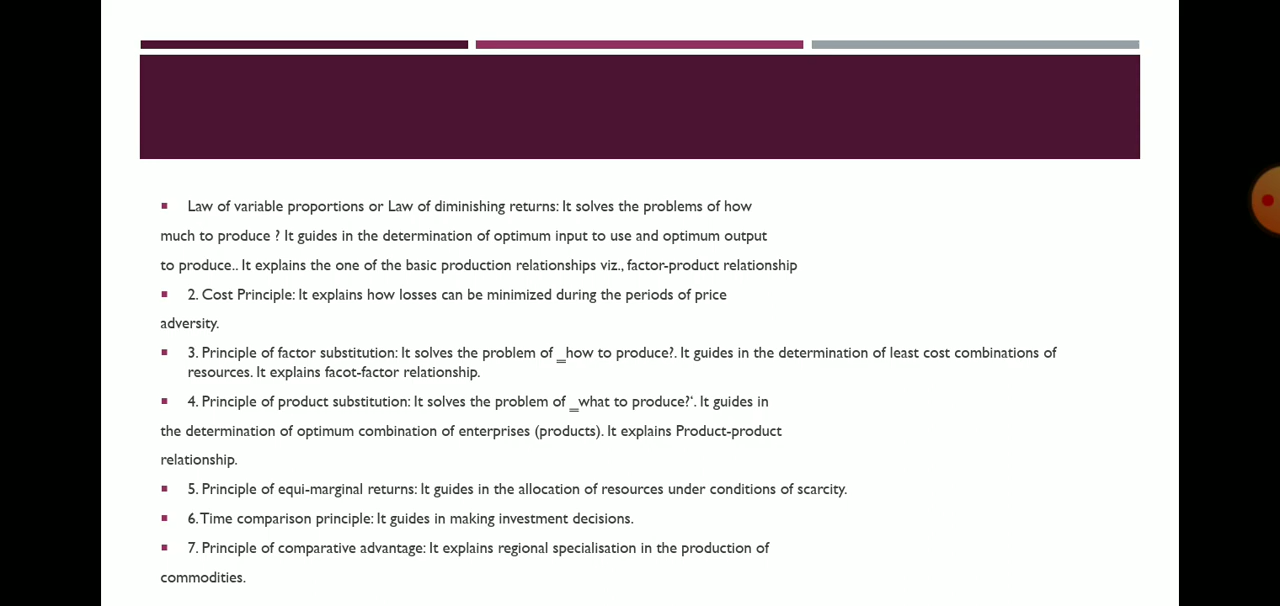 Law of variable proportions or Law of diminishing returns: It solves the problems of how
much to produce ? It guides in the determination of optimum input to use and optimum output
to produce.. It explains the one of the basic production relationships viz., factor-product relationship
2. Cost Principle: It explains how losses can be minimized during the periods of price
adversity.
3. Principle of factor substitution: It solves the problem of ‗how to produce?. It guides in the determination of least cost combinations of
resources. It explains facot-factor relationship.
4. Principle of product substitution: It solves the problem of ‗what to produce?‘. It guides in
the determination of optimum combination of enterprises (products). It explains Product-product
relationship.
5. Principle of equi-marginal returns: It guides in the allocation of resources under conditions of scarcity.
6. Time comparison principle: It guides in making investment decisions.
7. Principle of comparative advantage: It explains regional specialisation in the production of
commodities.